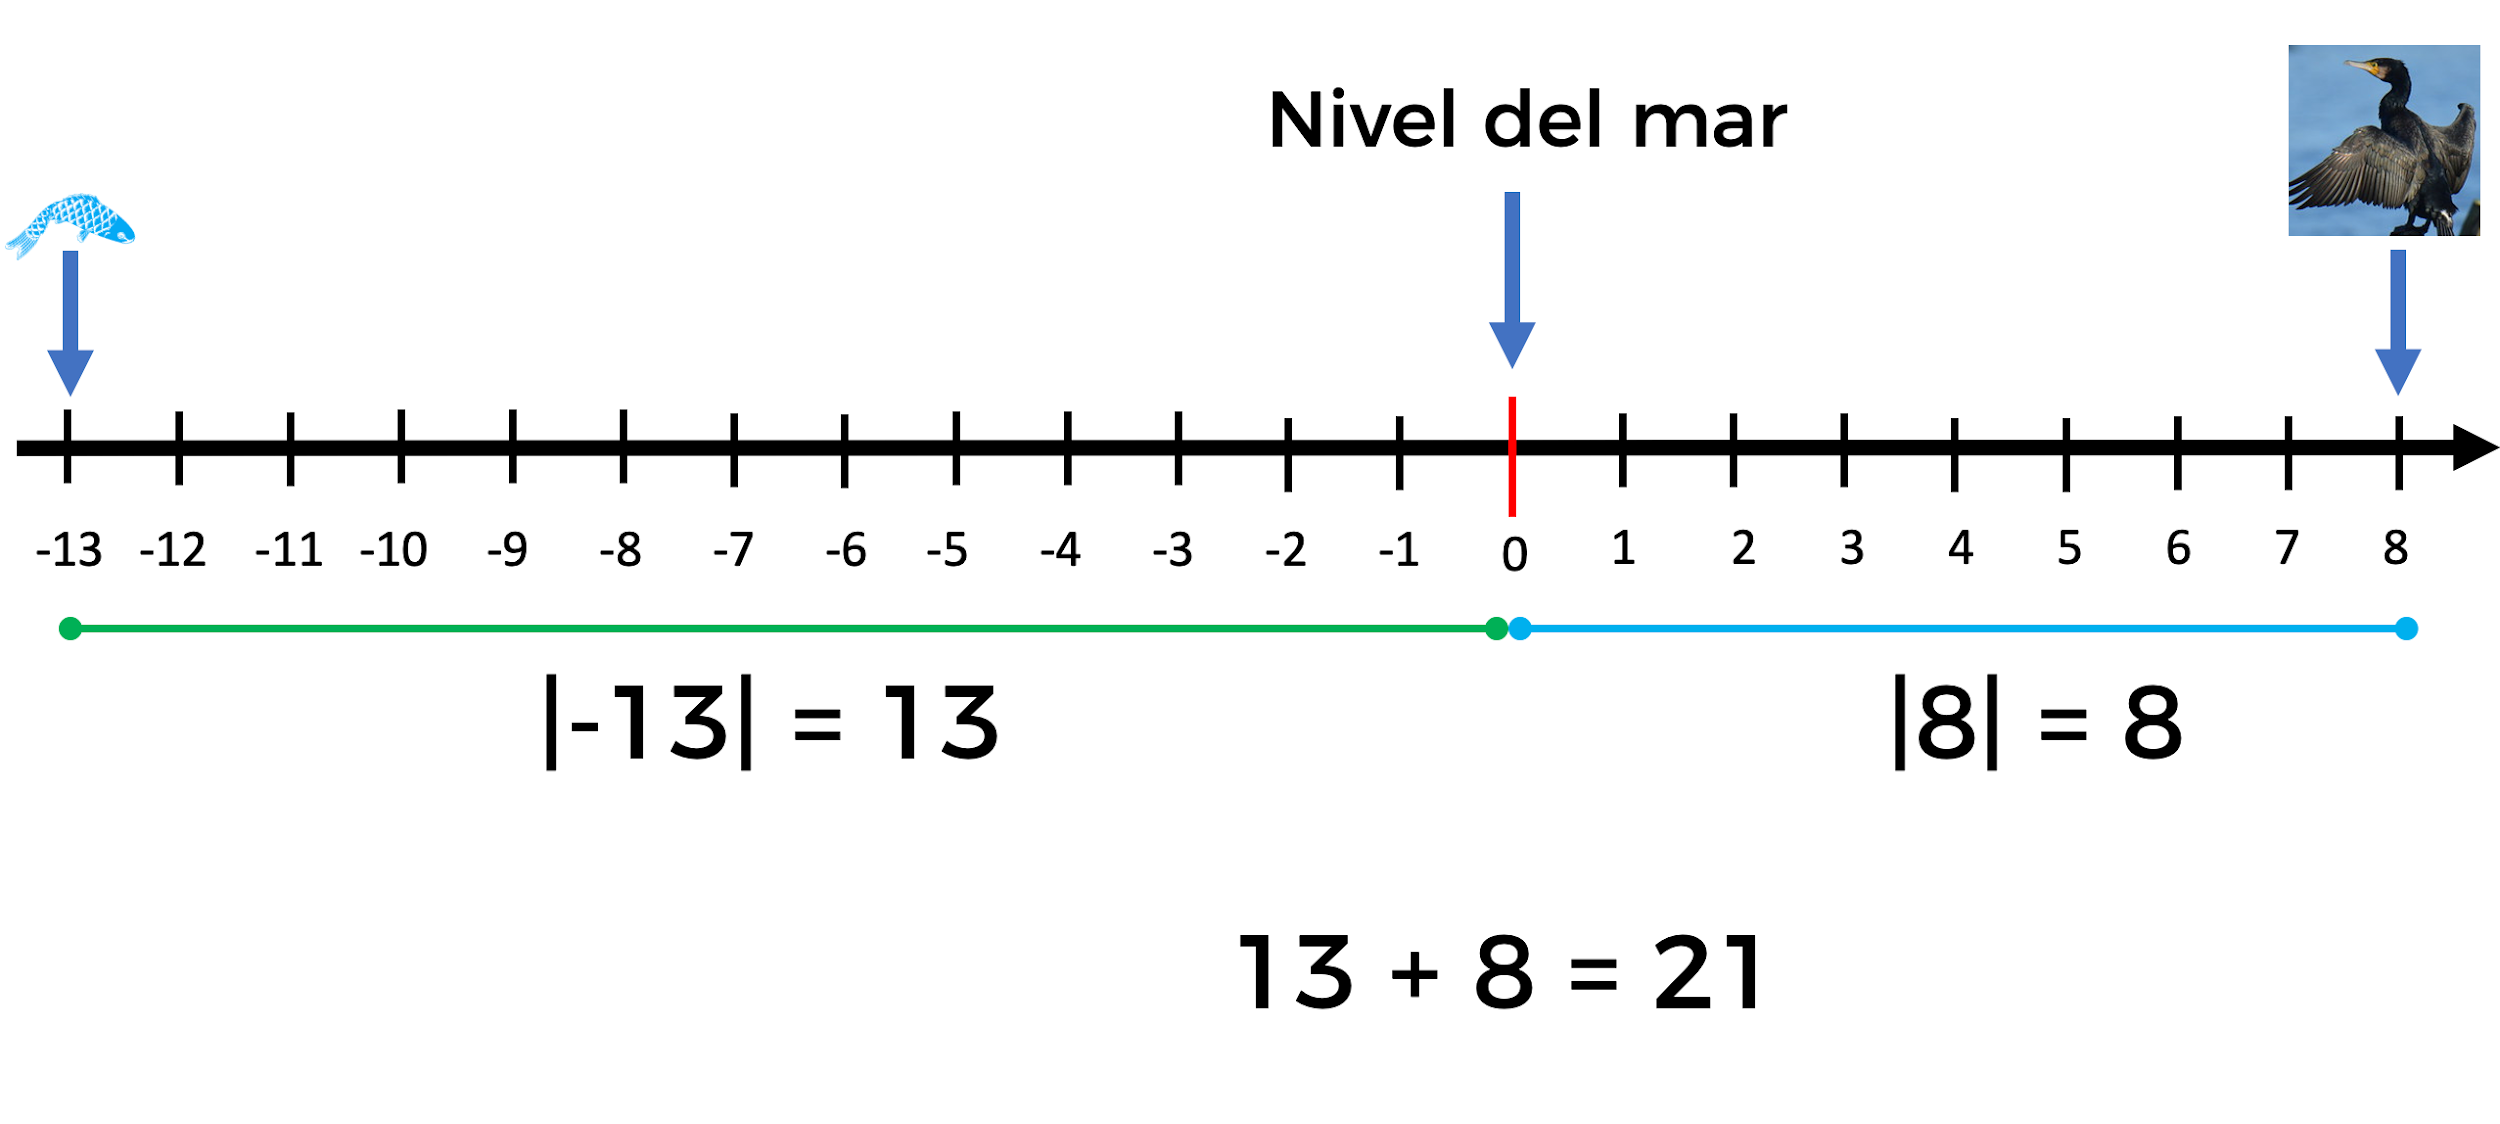 Nivel del mar
-13 -12 -11 -10 -9 -8 -7 -6 -5 -4 -3 -2 -1 0 1 2 3 4 5 6 7 8
|-13| = 13
|8| = 8
13 + 8 = 21